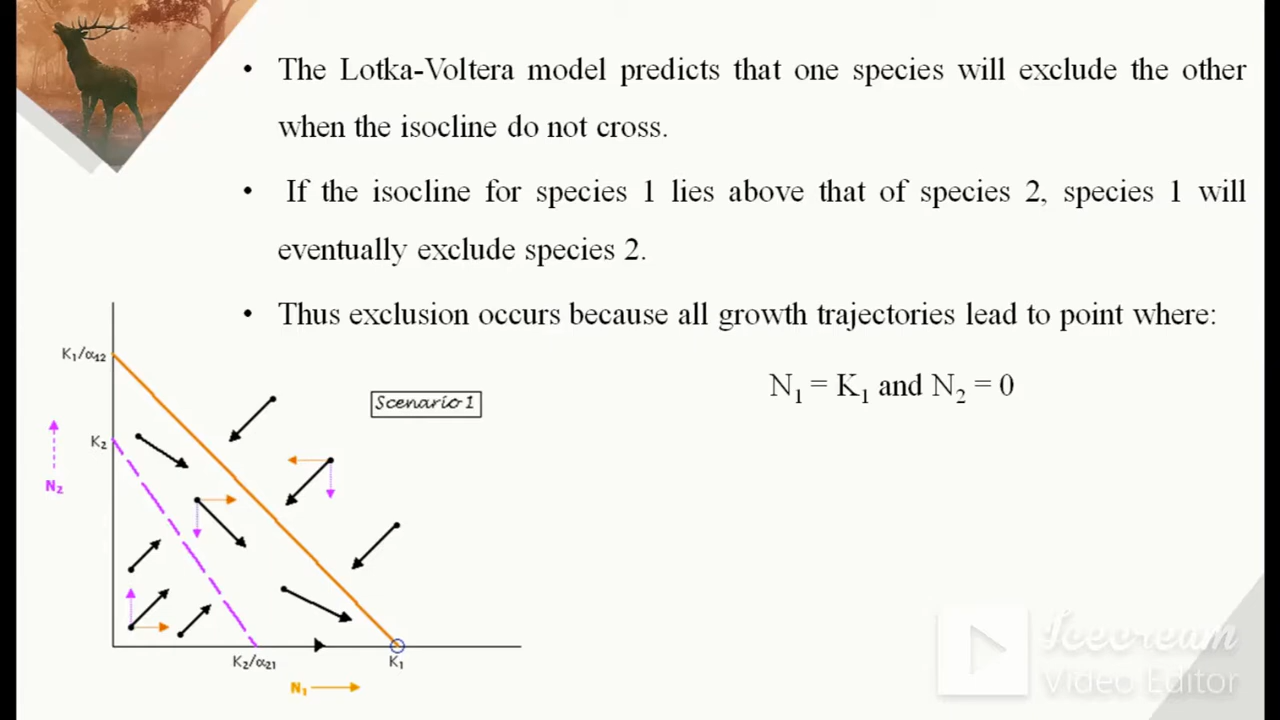 • The Lotka-Voltera model predicts that one species will exclude the other
when the isocline do not cross.
• If the isocline for species 1 lies above that of species 2, species 1 will
eventually exclude species 2.
• Thus exclusion occurs because all growth trajectories lead to point where:
N₁ = K₁ and N₂ = 0
K₁/α₁₂
Scenario 1
K₂
N₂
K₂/α₂₁
K₁
N₁
Icecream
Video Editor